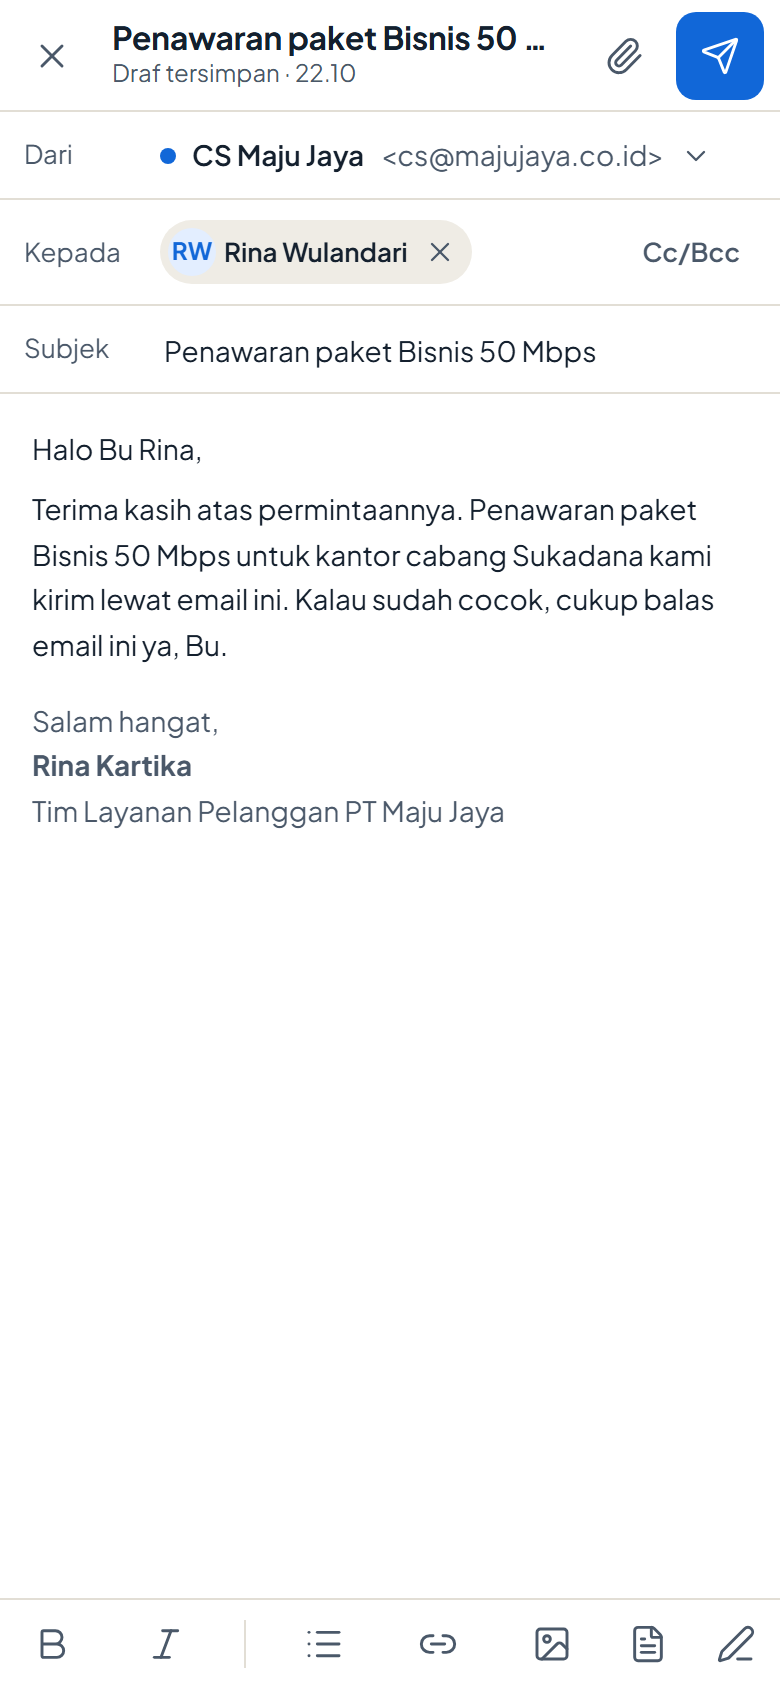 Penawaran paket Bisnis 50 ...
Draf tersimpan · 22.10
Dari CS Maju Jaya <cs@majujaya.co.id>
Kepada RW Rina Wulandari Cc/Bcc
Subjek Penawaran paket Bisnis 50 Mbps
Halo Bu Rina,
Terima kasih atas permintaannya. Penawaran paket
Bisnis 50 Mbps untuk kantor cabang Sukadana kami
kirim lewat email ini. Kalau sudah cocok, cukup balas
email ini ya, Bu.
Salam hangat,
Rina Kartika
Tim Layanan Pelanggan PT Maju Jaya